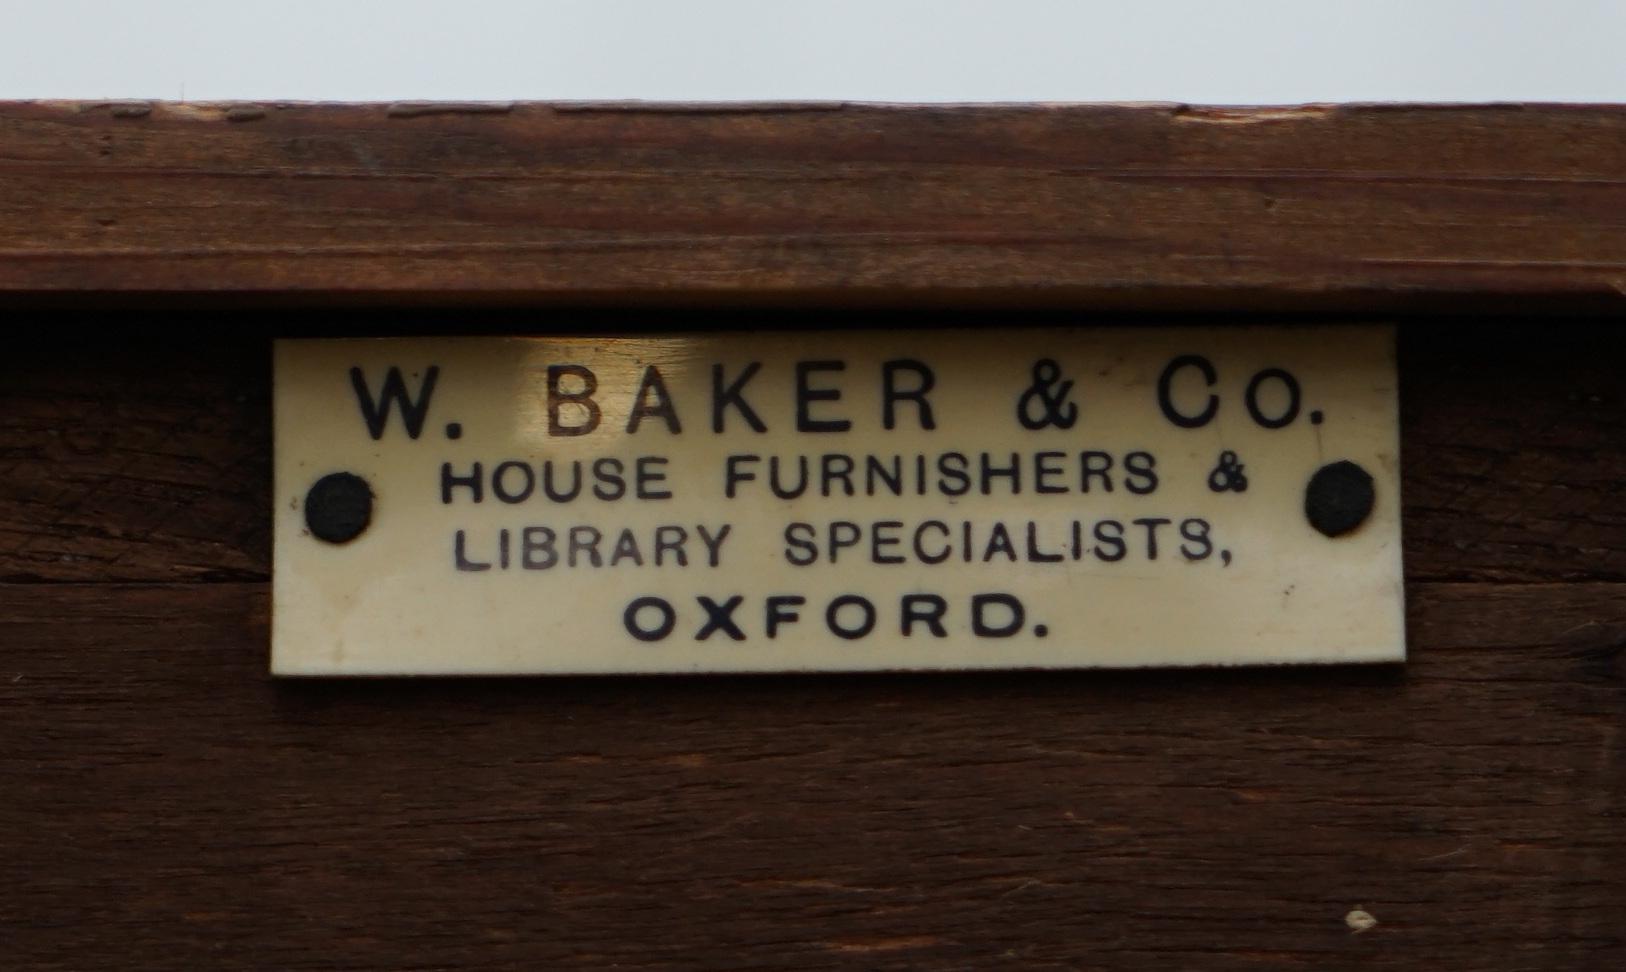 W. BAKER & Co.
HOUSE FURNISHERS &
LIBRARY SPECIALISTS,
OXFORD.